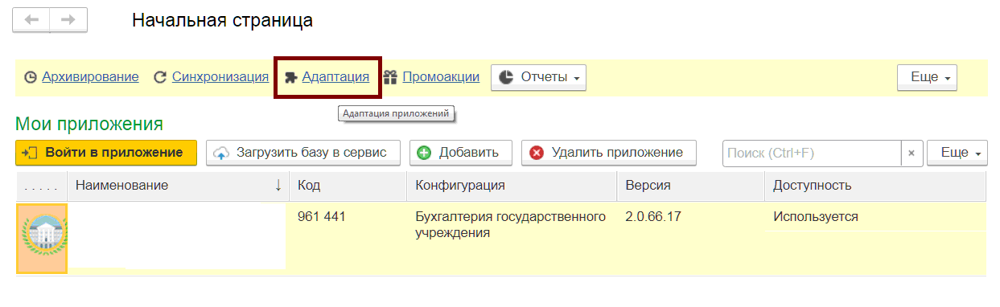 Начальная страница
Архивирование Синхронизация Адаптация Промоакции Отчеты Еще
Адаптация приложений
Мои приложения
Войти в приложение Загрузить базу в сервис Добавить Удалить приложение Поиск (Ctrl+F) × Еще
. . . . . Наименование ↓ Код Конфигурация Версия Доступность
961 441 Бухгалтерия государственного 2.0.66.17 Используется
учреждения